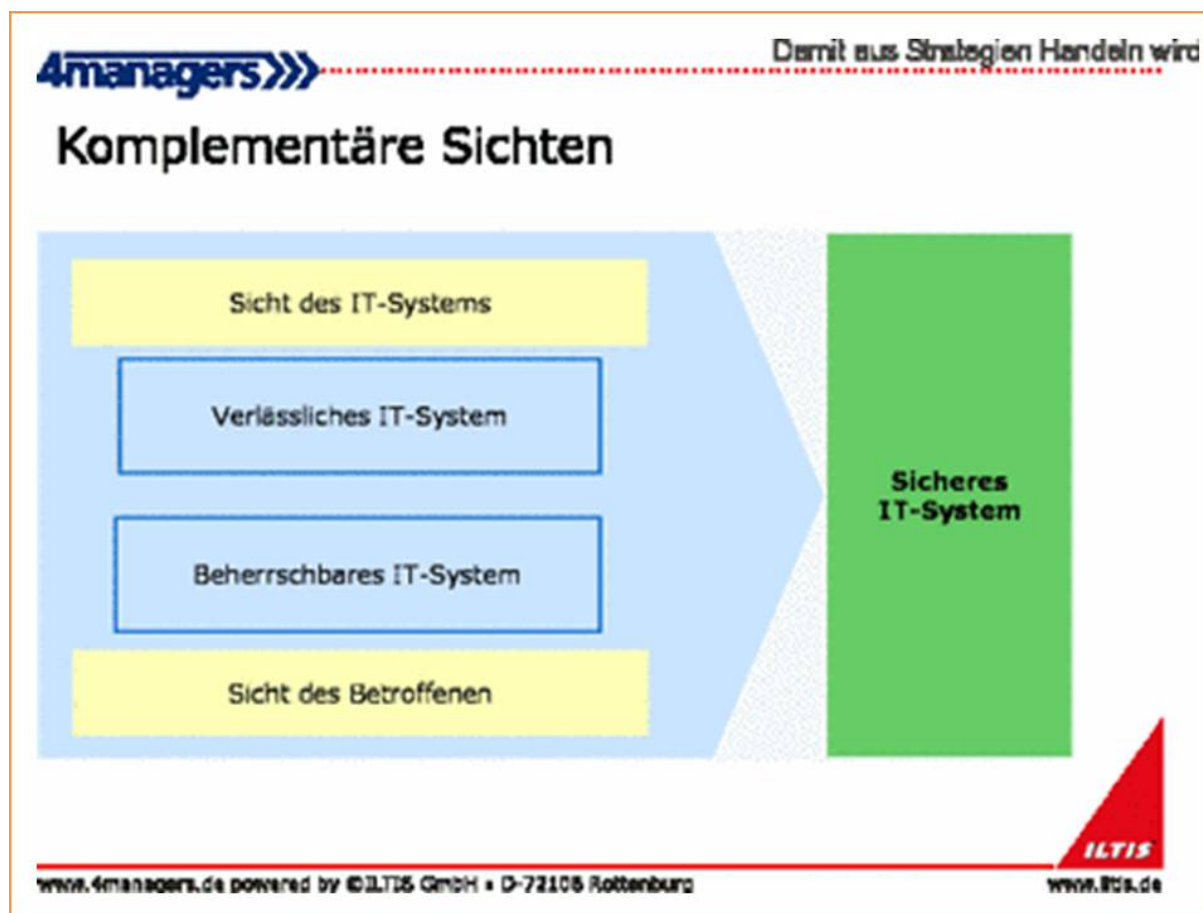 4managers>>>
Damit aus Strategien Handeln wird
Komplementäre Sichten
Sicht des IT-Systems
Verlässliches IT-System
Beherrschbares IT-System
Sicht des Betroffenen
Sicheres
IT-System
ILTIS
www.4managers.de powered by ©ILTIS GmbH • D-72108 Rottenburg
www.iltis.de